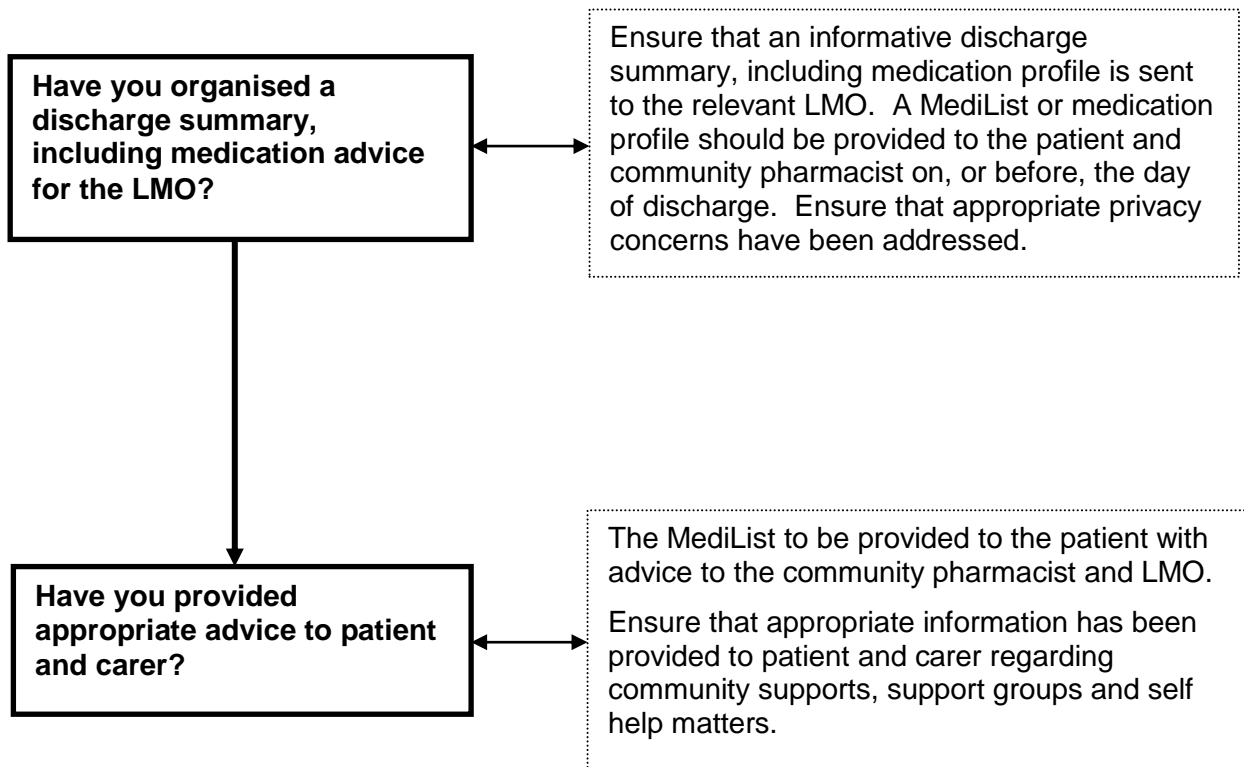 Have you organised a
discharge summary,
including medication advice
for the LMO?
Ensure that an informative discharge
summary, including medication profile is sent
to the relevant LMO.  A MediList or medication
profile should be provided to the patient and
community pharmacist on, or before, the day
of discharge.  Ensure that appropriate privacy
concerns have been addressed.
Have you provided
appropriate advice to patient
and carer?
The MediList to be provided to the patient with
advice to the community pharmacist and LMO.
Ensure that appropriate information has been
provided to patient and carer regarding
community supports, support groups and self
help matters.